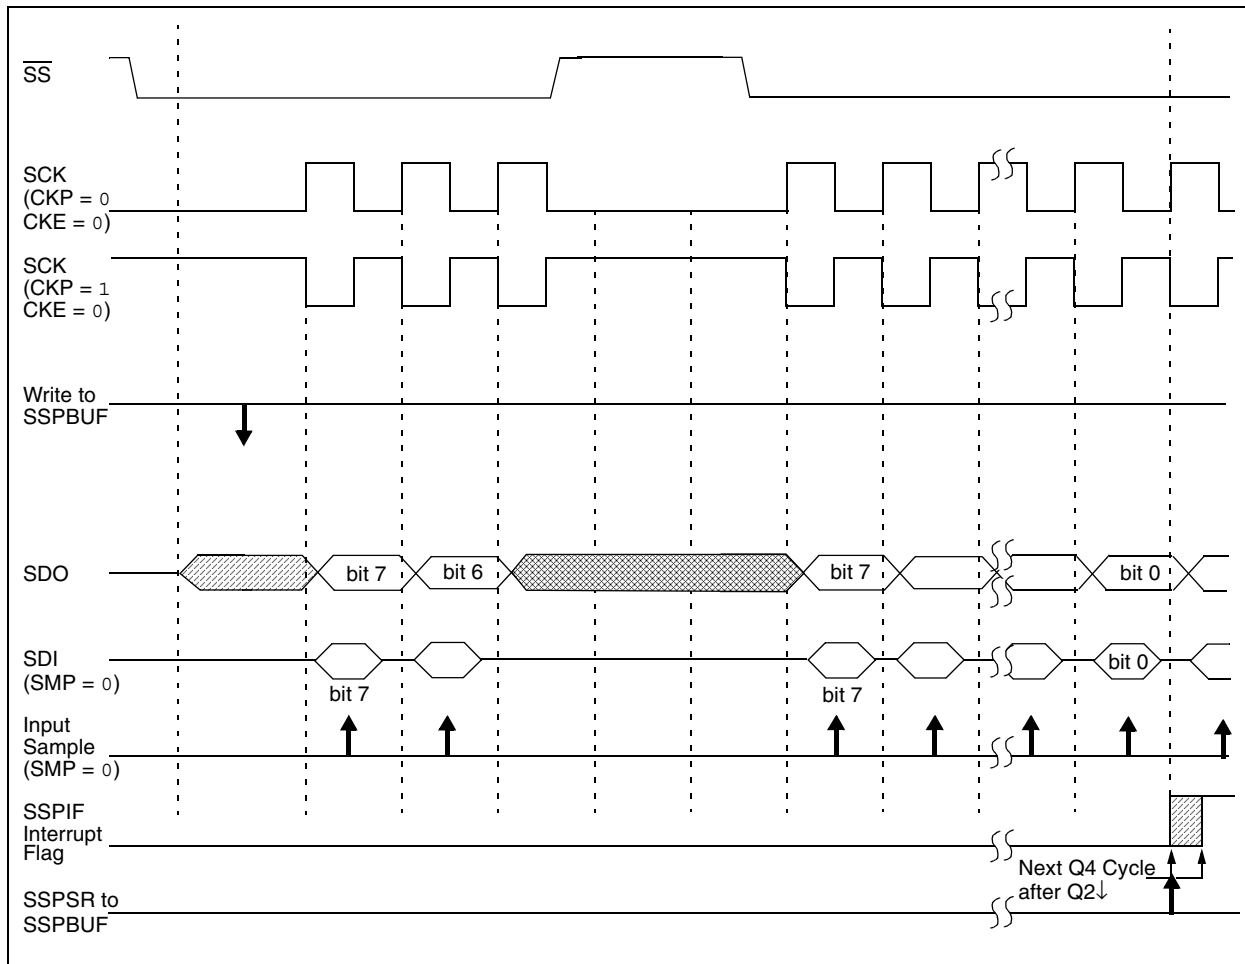 SS
SCK
(CKP = 0
CKE = 0)
SCK
(CKP = 1
CKE = 0)
Write to
SSPBUF
SDO
bit 7
bit 6
bit 7
bit 0
SDI
(SMP = 0)
bit 7
bit 7
bit 0
Input
Sample
(SMP = 0)
SSPIF
Interrupt
Flag
Next Q4 Cycle
after Q2↓
SSPSR to
SSPBUF